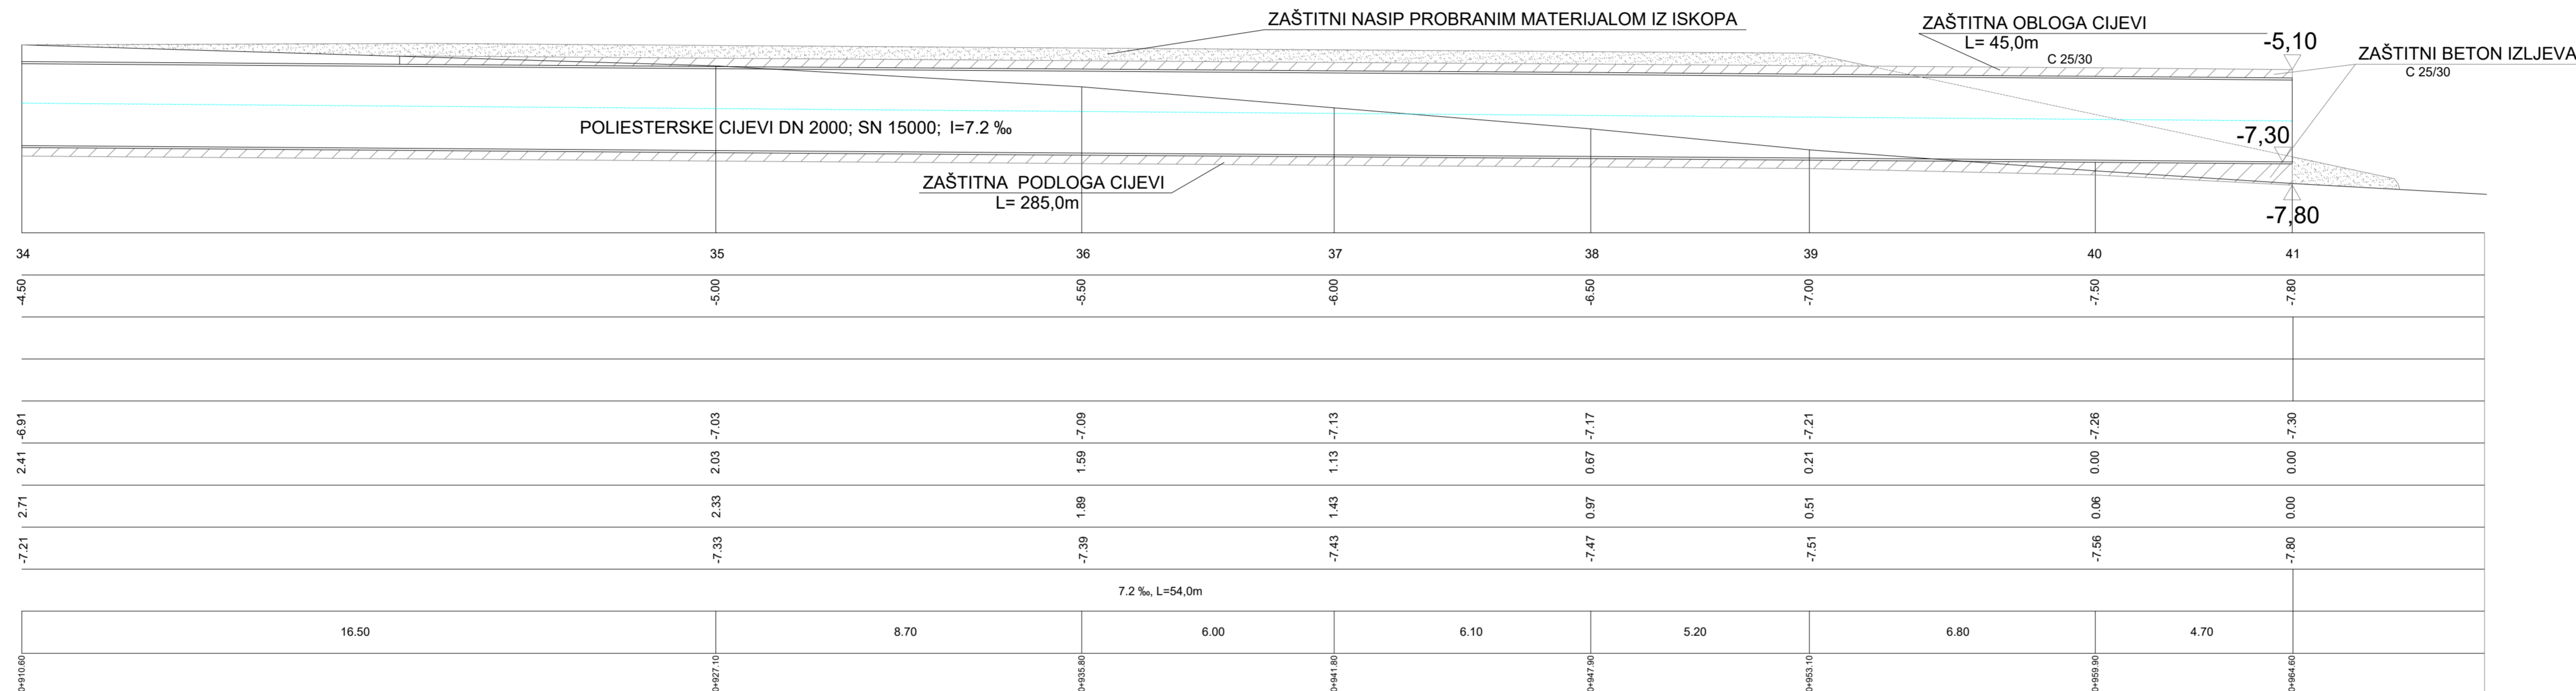 ZAŠTITNI NASIP PROBRANIM MATERIJALOM IZ ISKOPA
ZAŠTITNA OBLOGA CIJEVI
L= 45,0m
C 25/30
-5,10
ZAŠTITNI BETON IZLJEVA
C 25/30
POLIESTERSKE CIJEVI DN 2000; SN 15000; I=7.2 ‰
-7,30
ZAŠTITNA PODLOGA CIJEVI
L= 285,0m
-7,80
34 35 36 37 38 39 40 41
-4.50 -5.00 -5.50 -6.00 -6.50 -7.00 -7.50 -7.80
-6.91 -7.03 -7.09 -7.13 -7.17 -7.21 -7.26 -7.30
2.41 2.03 1.59 1.13 0.67 0.21 0.00 0.00
2.71 2.33 1.89 1.43 0.97 0.51 0.06 0.00
-7.21 -7.33 -7.39 -7.43 -7.47 -7.51 -7.56 -7.80
7.2 ‰, L=54,0m
16.50 8.70 6.00 6.10 5.20 6.80 4.70
0+910.60 0+927.10 0+935.80 0+941.80 0+947.90 0+953.10 0+959.90 0+964.60